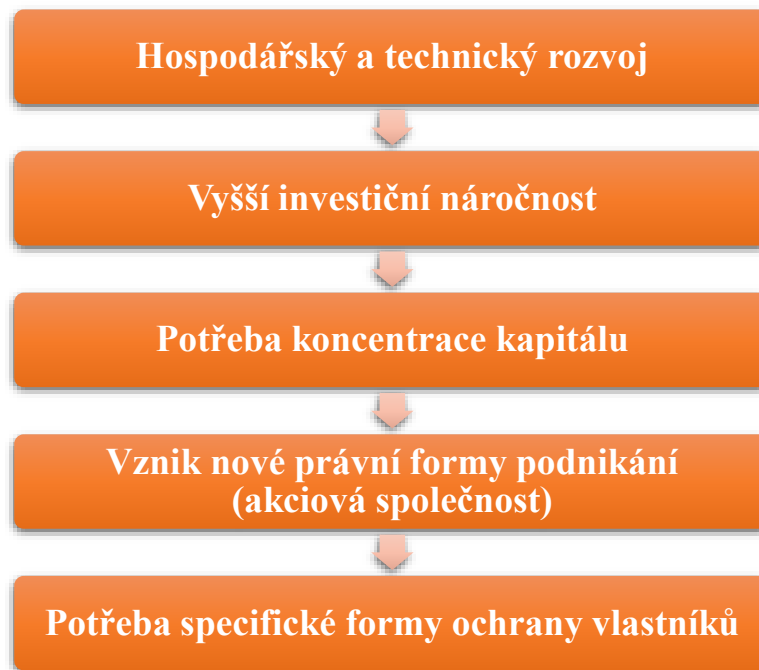 Hospodářský a technický rozvoj
Vyšší investiční náročnost
Potřeba koncentrace kapitálu
Vznik nové právní formy podnikání
(akciová společnost)
Potřeba specifické formy ochrany vlastníků